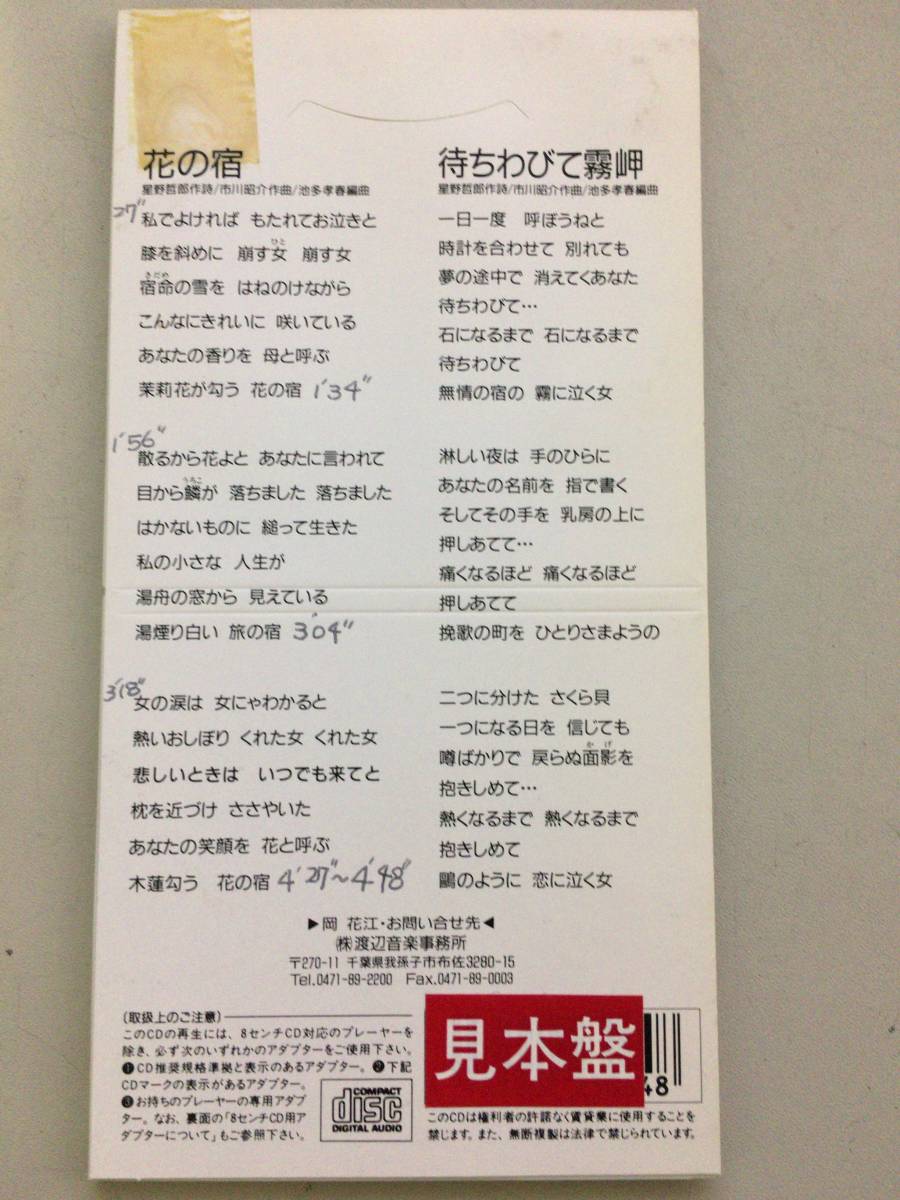 花の宿
星野哲郎作詩/市川昭介作曲/池多孝春編曲
27"
私でよければ もたれてお泣きと
膝を斜めに 崩す女 崩す女
ひと
宿命の雪を はねのけながら
さだめ
こんなにきれいに 咲いている
あなたの香りを 母と呼ぶ
茉莉花が匂う 花の宿 1'34"
1'56"
散るから花よと あなたに言われて
目から鱗が 落ちました 落ちました
うろこ
はかないものに 縋って生きた
私の小さな 人生が
湯舟の窓から 見えている
湯煙り白い 旅の宿 3'04"
3'18"
女の涙は 女にゃわかると
熱いおしぼり くれた女 くれた女
悲しいときは いつでも来てと
枕を近づけ ささやいた
あなたの笑顔を 花と呼ぶ
木蓮匂う 花の宿 4'27"~4'48"
待ちわびて霧岬
星野哲郎作詩/市川昭介作曲/池多孝春編曲
一日一度 呼ぼうねと
時計を合わせて 別れても
夢の途中で 消えてくあなた
待ちわびて…
石になるまで 石になるまで
待ちわびて
無情の宿の 霧に泣く女
淋しい夜は 手のひらに
あなたの名前を 指で書く
そしてその手を 乳房の上に
押しあてて…
痛くなるほど 痛くなるほど
押しあてて
挽歌の町を ひとりさまようの
二つに分けた さくら貝
一つになる日を 信じても
噂ばかりで 戻らぬ面影を
かげ
抱きしめて…
熱くなるまで 熱くなるまで
抱きしめて
鷗のように 恋に泣く女
▶岡 花江・お問い合せ先◀
㈱渡辺音楽事務所
〒270-11 千葉県我孫子市布佐3280-15
Tel.0471-89-2200 Fax.0471-89-0003
(取扱上のご注意)
このCDの再生には、8センチCD対応のプレーヤーを
除き、必ず次のいずれかのアダプターをご使用下さい。
❶CD推奨規格準拠と表示のあるアダプター。❷下記
CDマークの表示があるアダプター。
❸お持ちのプレーヤーの専用アダプ
ター。なお、裏面の「8センチCD用ア
ダプターについて」もご参照下さい。
COMPACT
disc
DIGITAL AUDIO
見本盤
48
このCDは権利者の許諾なく賃貸業に使用することを
禁じます。また、無断複製は法律で禁じられています。